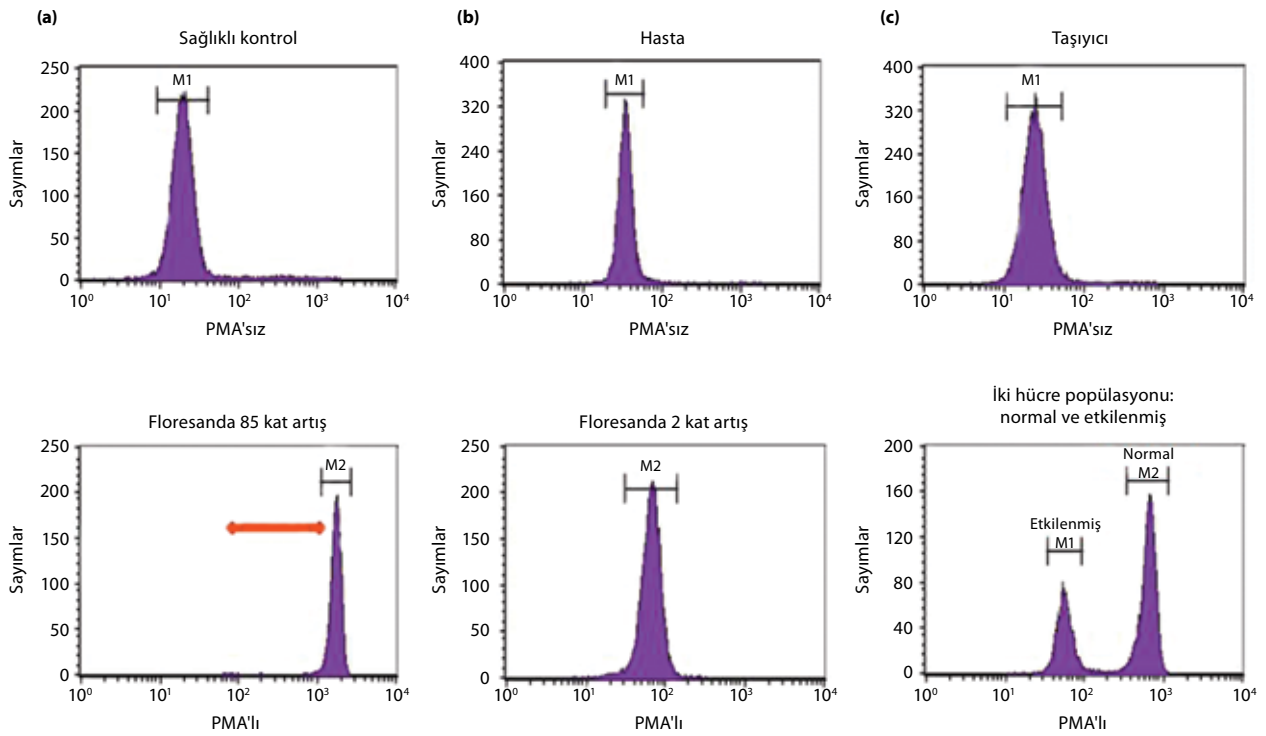 (a)
Sağlıklı kontrol
250
200
150
100
50
0
Sayımlar
M1
10⁰ 10¹ 10² 10³ 10⁴
PMA'sız
(b)
Hasta
400
320
240
160
80
0
Sayımlar
M1
10⁰ 10¹ 10² 10³ 10⁴
PMA'sız
(c)
Taşıyıcı
400
320
240
160
80
0
Sayımlar
M1
10⁰ 10¹ 10² 10³ 10⁴
PMA'sız
Floresanda 85 kat artış
250
200
150
100
50
0
Sayımlar
M2
10⁰ 10¹ 10² 10³ 10⁴
PMA'lı
Floresanda 2 kat artış
250
200
150
100
50
0
Sayımlar
M2
10⁰ 10¹ 10² 10³ 10⁴
PMA'lı
İki hücre popülasyonu:
normal ve etkilenmiş
200
160
120
80
40
0
Sayımlar
Normal
M2
Etkilenmiş
M1
10⁰ 10¹ 10² 10³ 10⁴
PMA'lı